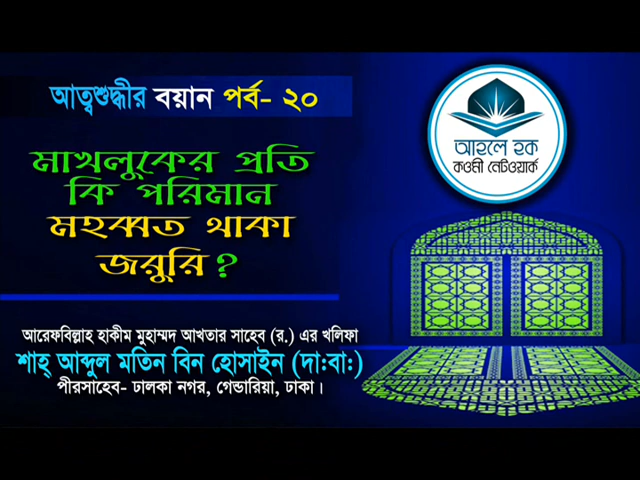 আত্বশুদ্ধীর বয়ান পর্ব- ২০
আহলে হক
কওমী নেটওয়ার্ক
মাখলুকের প্রতি
কি পরিমান
মহব্বত থাকা
জরুরি ?
আরেফবিল্লাহ হাকীম মুহাম্মদ আখতার সাহেব (র.) এর খলিফা
শাহ্ আব্দুল মতিন বিন হোসাইন (দা:বা:)
পীরসাহেব- ঢালকা নগর, গেন্ডারিয়া, ঢাকা।